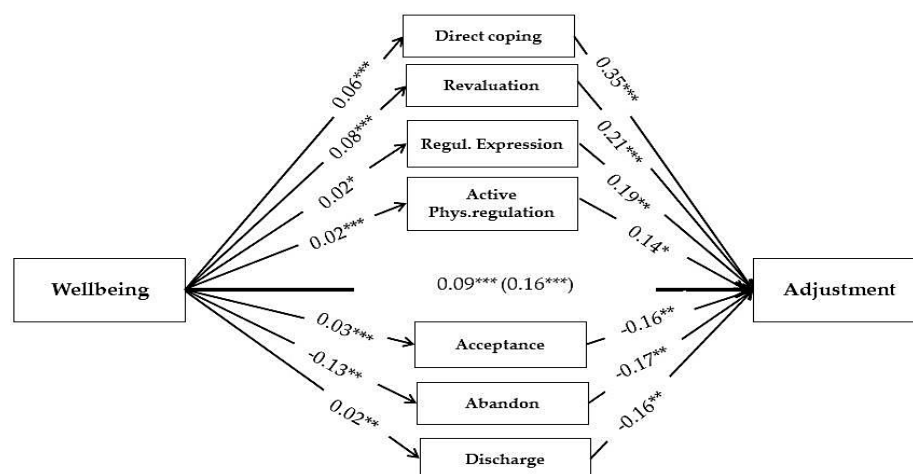 Direct coping
0.06***
0.35***
Revaluation
0.08***
0.21***
Regul. Expression
0.02*
0.19**
Active
Phys.regulation
0.02***
0.14*
Wellbeing
0.09*** (0.16***)
Adjustment
0.03***
Acceptance
-0.16**
-0.13**
Abandon
-0.17**
0.02**
Discharge
-0.16**